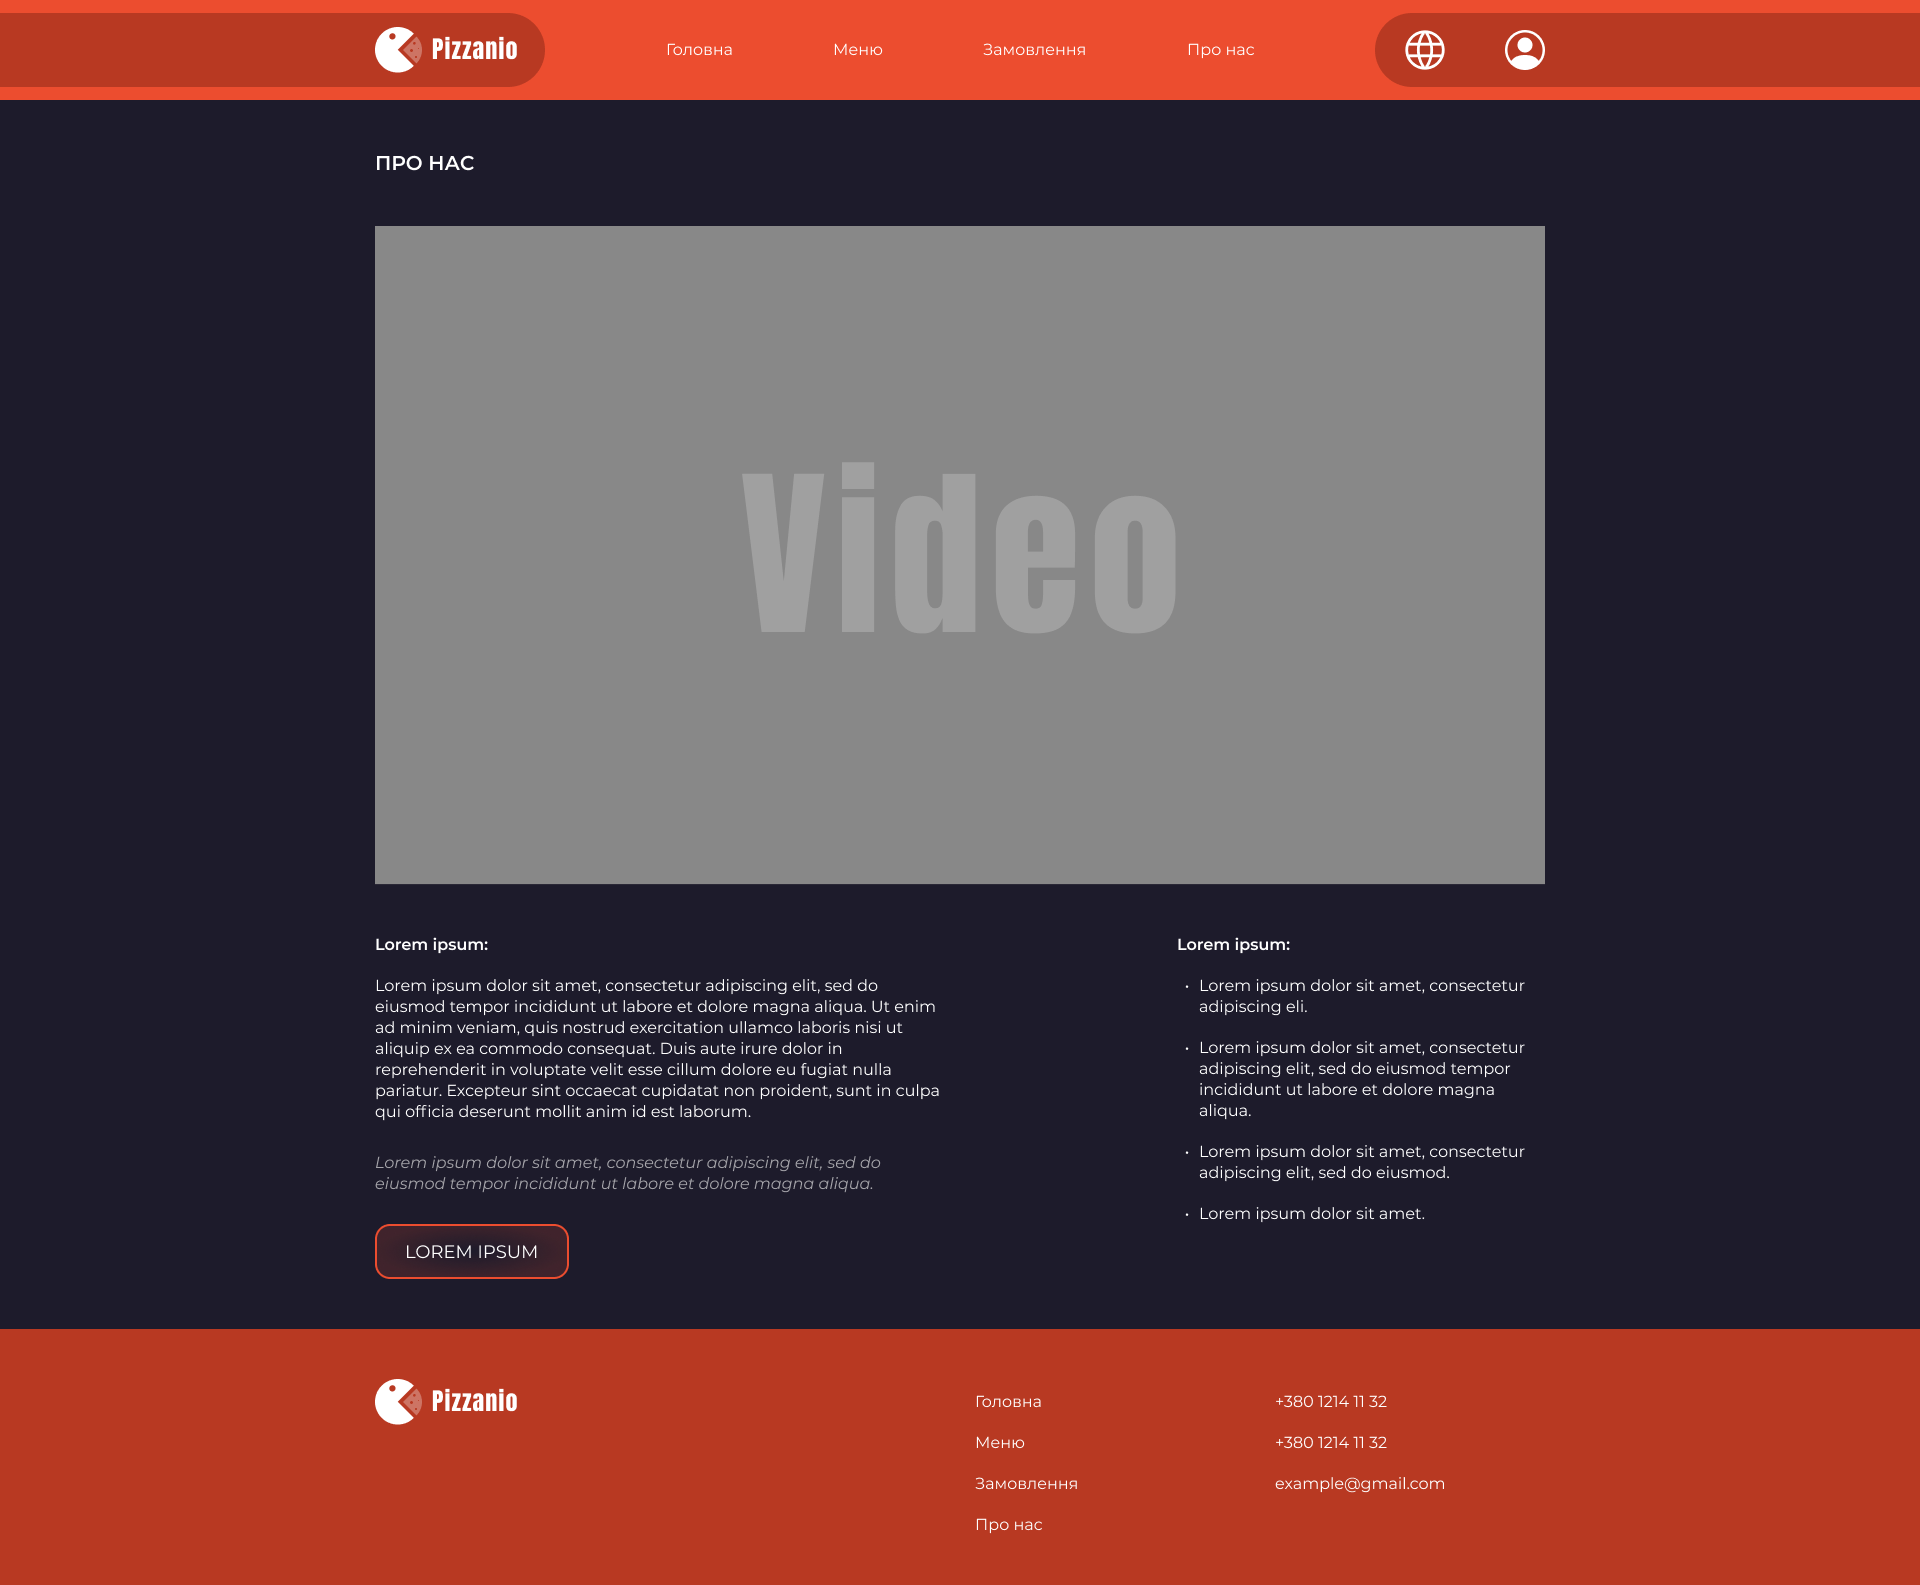 Pizzanio
Головна
Меню
Замовлення
Про нас
ПРО НАС
Video
Lorem ipsum:
Lorem ipsum dolor sit amet, consectetur adipiscing elit, sed do
eiusmod tempor incididunt ut labore et dolore magna aliqua. Ut enim
ad minim veniam, quis nostrud exercitation ullamco laboris nisi ut
aliquip ex ea commodo consequat. Duis aute irure dolor in
reprehenderit in voluptate velit esse cillum dolore eu fugiat nulla
pariatur. Excepteur sint occaecat cupidatat non proident, sunt in culpa
qui officia deserunt mollit anim id est laborum.
Lorem ipsum dolor sit amet, consectetur adipiscing elit, sed do
eiusmod tempor incididunt ut labore et dolore magna aliqua.
LOREM IPSUM
Lorem ipsum:
• Lorem ipsum dolor sit amet, consectetur
adipiscing eli.
• Lorem ipsum dolor sit amet, consectetur
adipiscing elit, sed do eiusmod tempor
incididunt ut labore et dolore magna
aliqua.
• Lorem ipsum dolor sit amet, consectetur
adipiscing elit, sed do eiusmod.
• Lorem ipsum dolor sit amet.
Pizzanio
Головна
Меню
Замовлення
Про нас
+380 1214 11 32
+380 1214 11 32
example@gmail.com